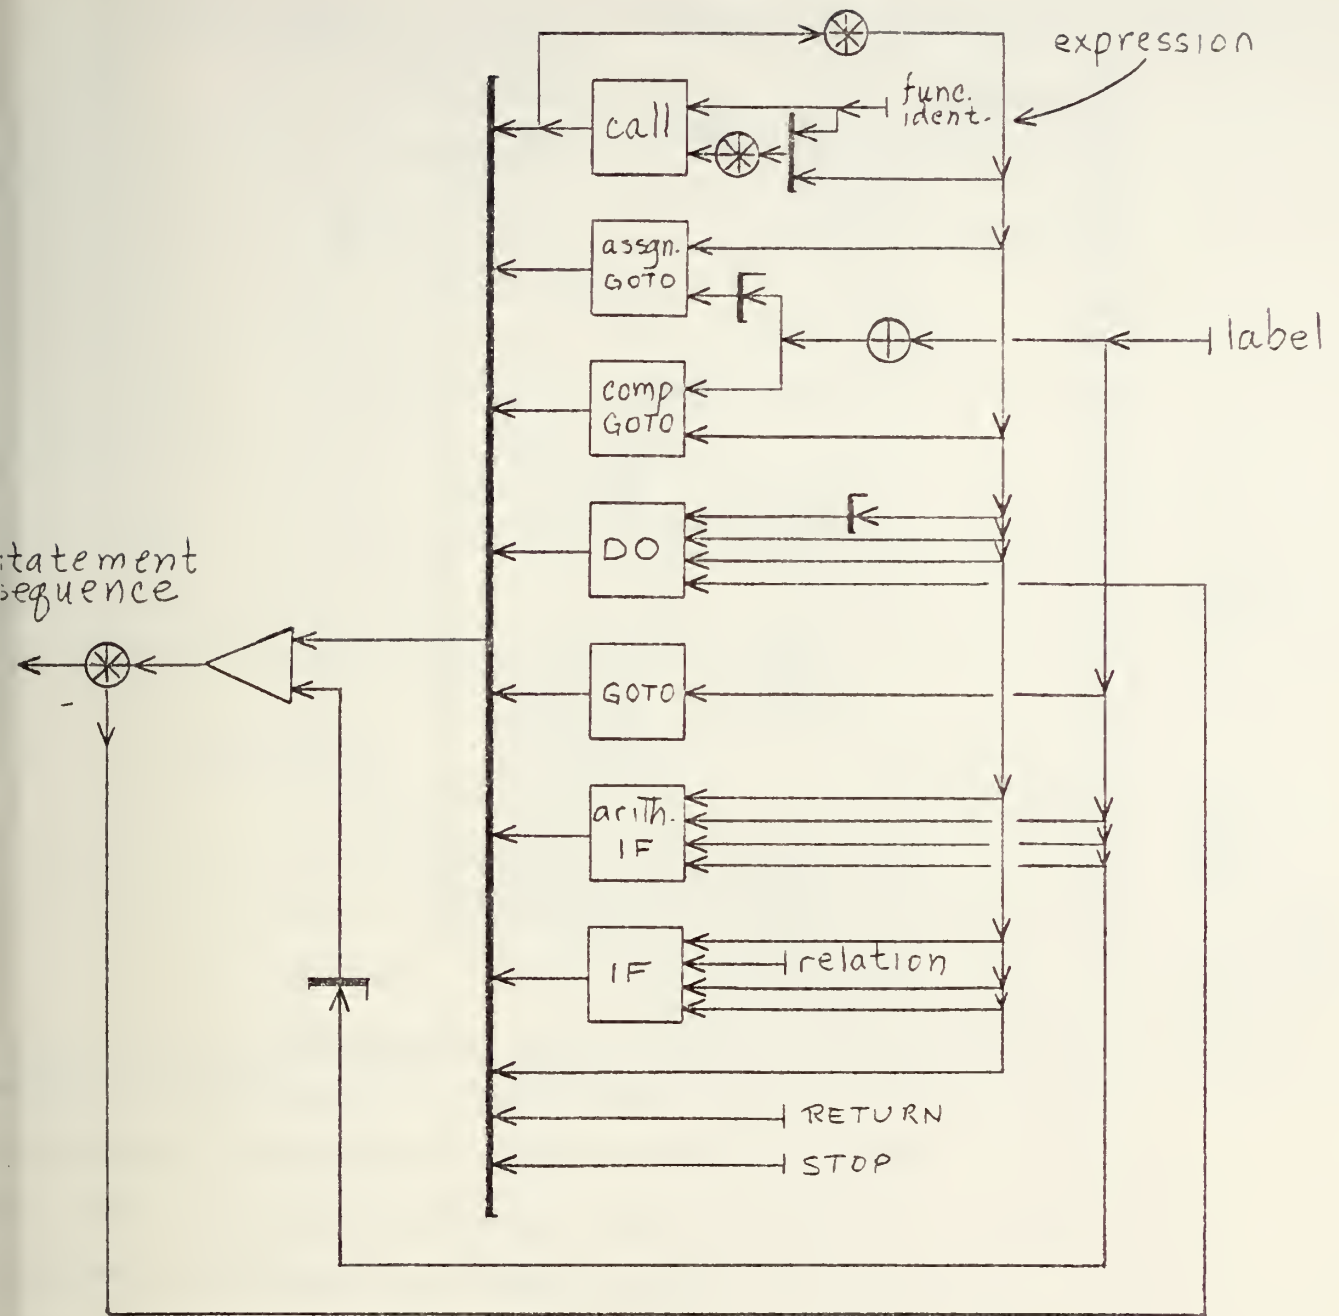 expression
func.
ident.
call
assgn.
GOTO
label
comp
GOTO
DO
tatement
sequence
GOTO
arith.
IF
IF
relation
RETURN
STOP